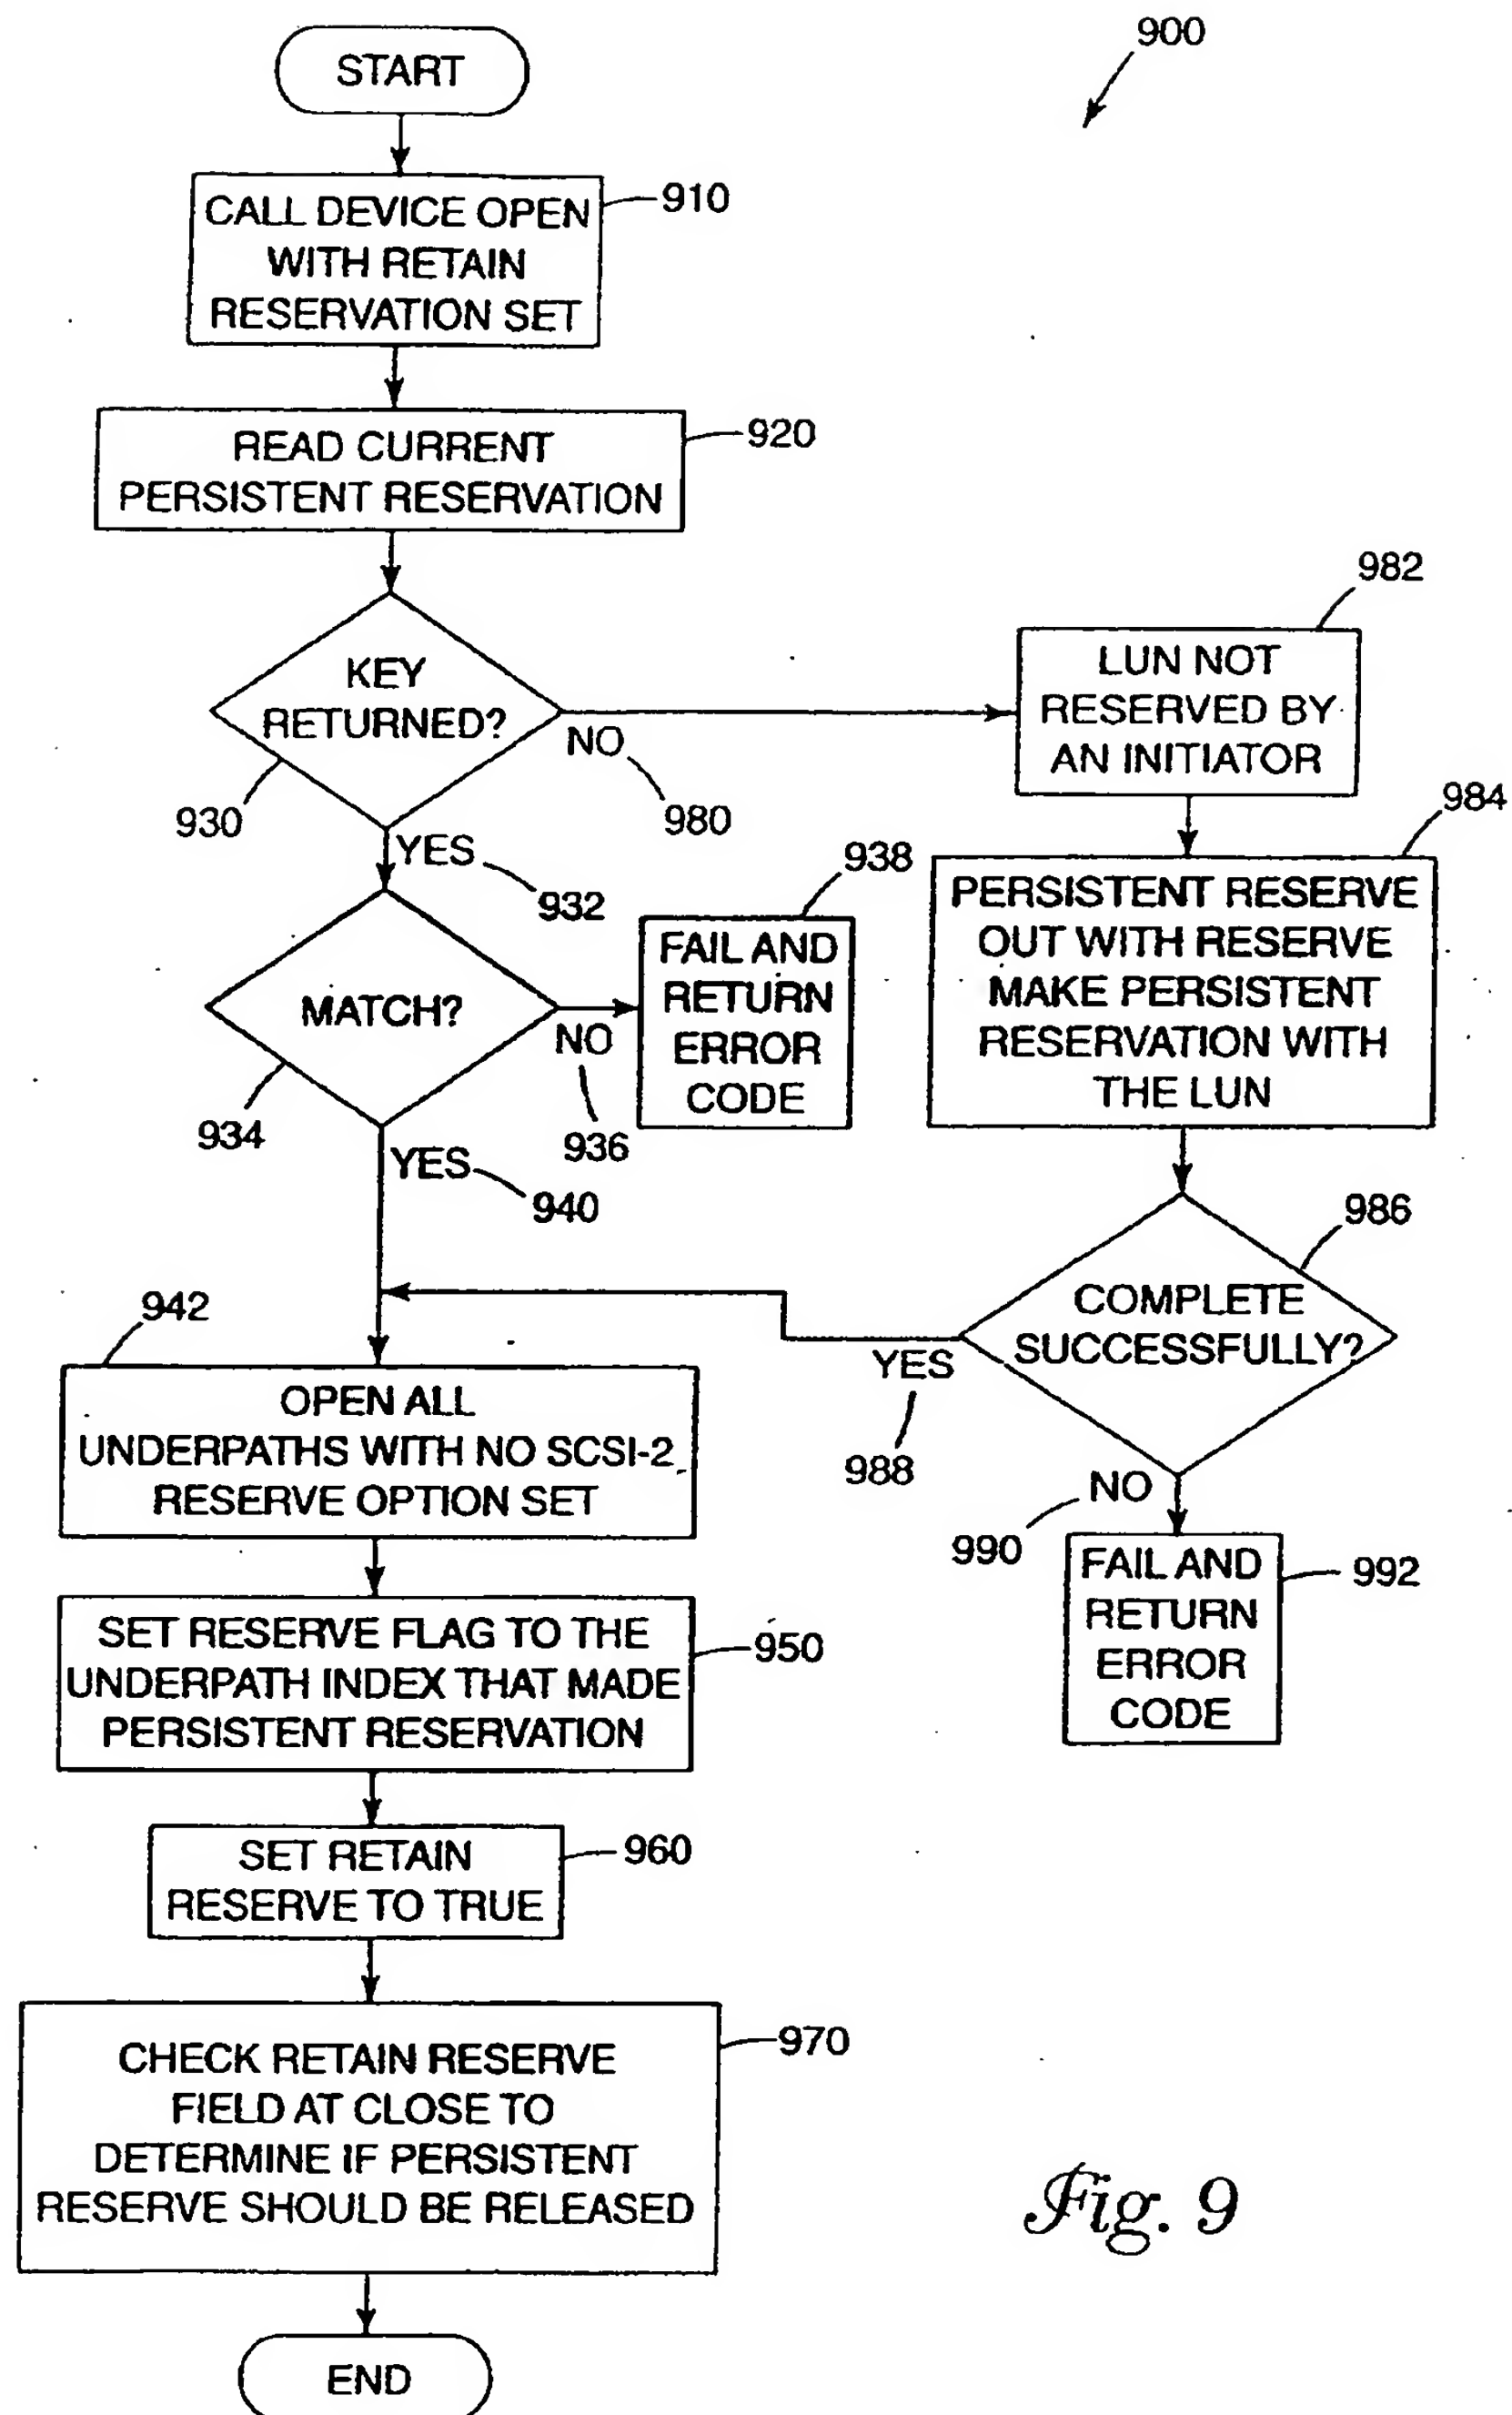 900
START
CALL DEVICE OPEN
WITH RETAIN
RESERVATION SET
910
READ CURRENT
PERSISTENT RESERVATION
920
KEY
RETURNED?
930
NO
980
YES
932
982
LUN NOT
RESERVED BY
AN INITIATOR
984
PERSISTENT RESERVE
OUT WITH RESERVE
MAKE PERSISTENT
RESERVATION WITH
THE LUN
MATCH?
934
NO
936
938
FAIL AND
RETURN
ERROR
CODE
YES
940
986
COMPLETE
SUCCESSFULLY?
YES
988
NO
990
FAIL AND
RETURN
ERROR
CODE
992
942
OPEN ALL
UNDERPATHS WITH NO SCSI-2
RESERVE OPTION SET
SET RESERVE FLAG TO THE
UNDERPATH INDEX THAT MADE
PERSISTENT RESERVATION
950
SET RETAIN
RESERVE TO TRUE
960
CHECK RETAIN RESERVE
FIELD AT CLOSE TO
DETERMINE IF PERSISTENT
RESERVE SHOULD BE RELEASED
970
END
Fig. 9